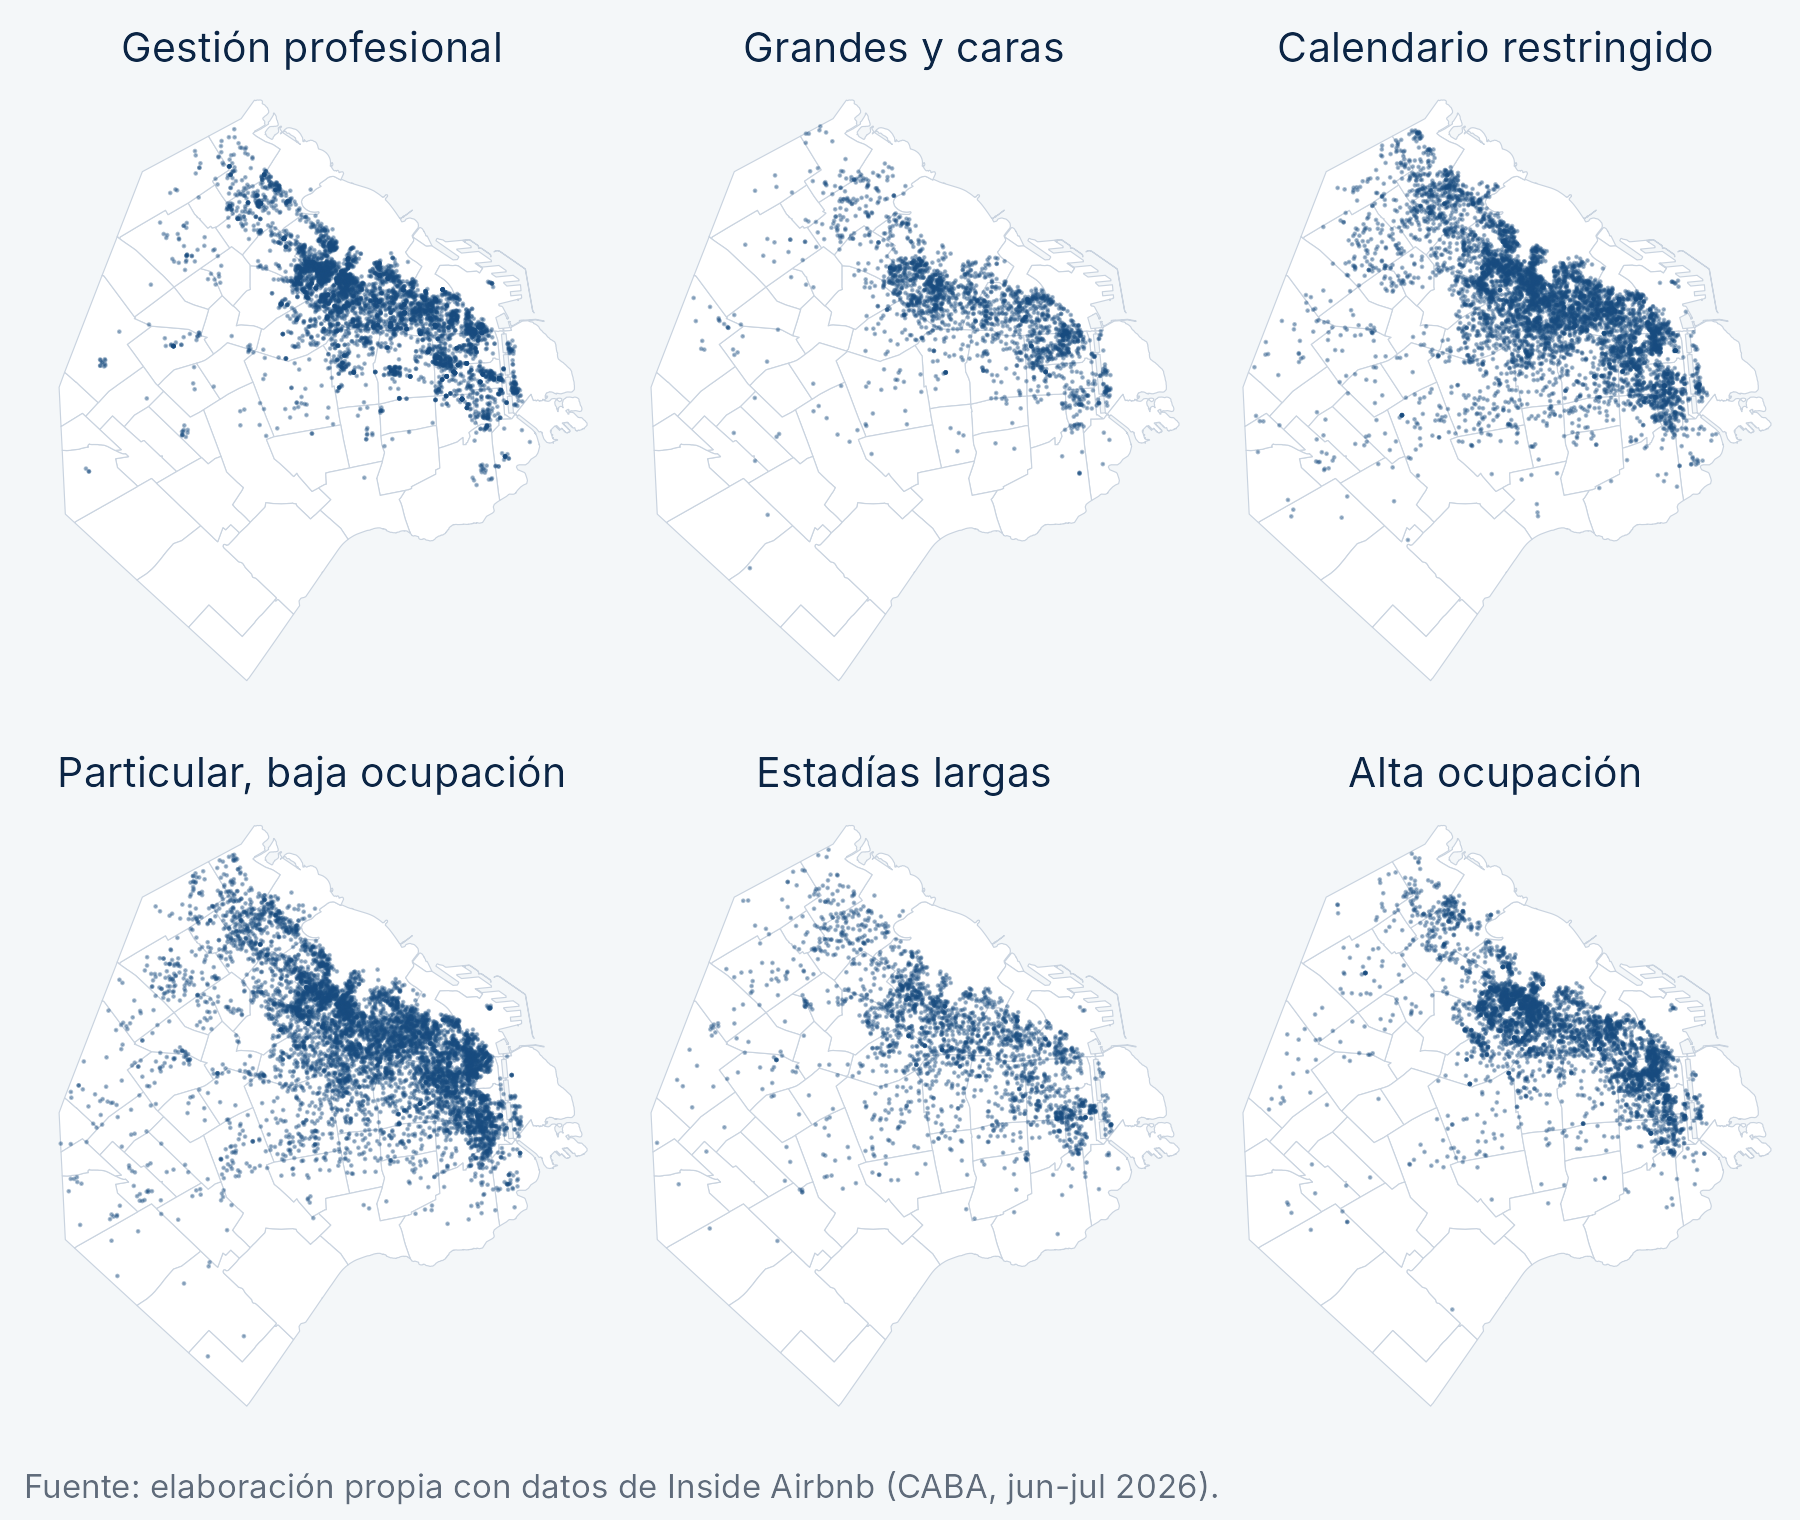 Gestión profesional
Grandes y caras
Calendario restringido
Particular, baja ocupación
Estadías largas
Alta ocupación
Fuente: elaboración propia con datos de Inside Airbnb (CABA, jun-jul 2026).